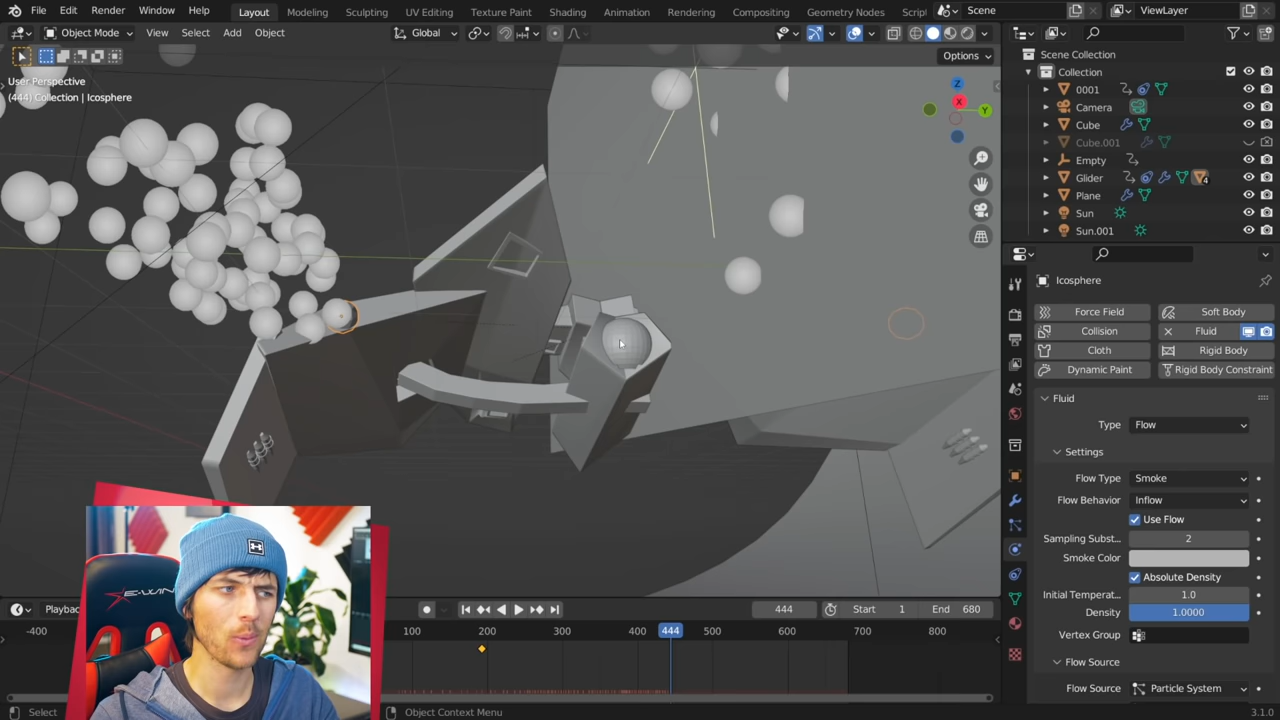 File Edit Render Window Help Layout Modeling Sculpting UV Editing Texture Paint Shading Animation Rendering Compositing Geometry Nodes Script Scene ViewLayer
Object Mode View Select Add Object Global
Options
User Perspective
(444) Collection | Icosphere
Z
X
Y
Scene Collection
Collection
0001
Camera
Cube
Cube.001
Empty
Glider
4
Plane
Sun
Sun.001
Icosphere
Force Field Soft Body
Collision Fluid
Cloth Rigid Body
Dynamic Paint Rigid Body Constraint
Fluid
Type Flow
Settings
Flow Type Smoke
Flow Behavior Inflow
Use Flow
Sampling Subst... 2
Smoke Color
Absolute Density
Initial Temperat... 1.0
Density 1.0000
Vertex Group
Flow Source
Flow Source Particle System
Playback 444 Start 1 End 680
-400 100 200 300 400 444 500 600 700 800
E-WIN
Select Object Context Menu 3.1.0